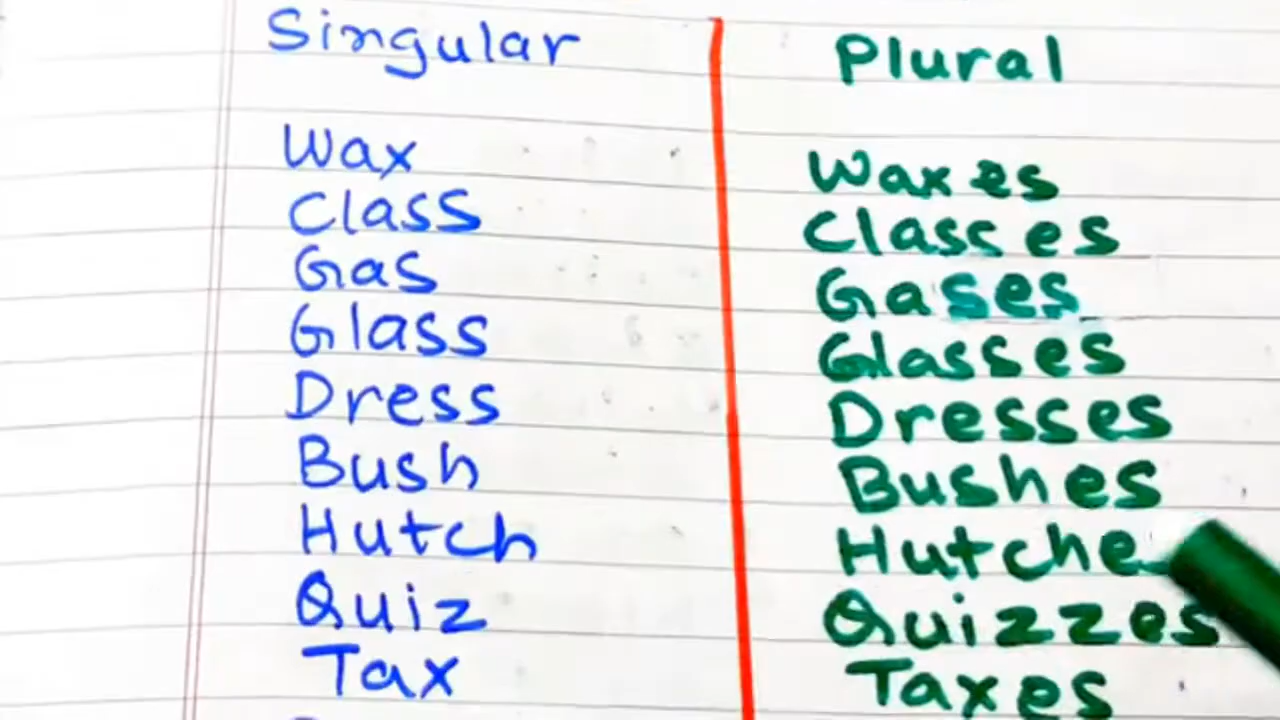 Singular Plural
Wax Waxes
Class Classes
Gas Gases
Glass Glasses
Dress Dresses
Bush Bushes
Hutch Hutche
Quiz Quizzes
Tax Taxes